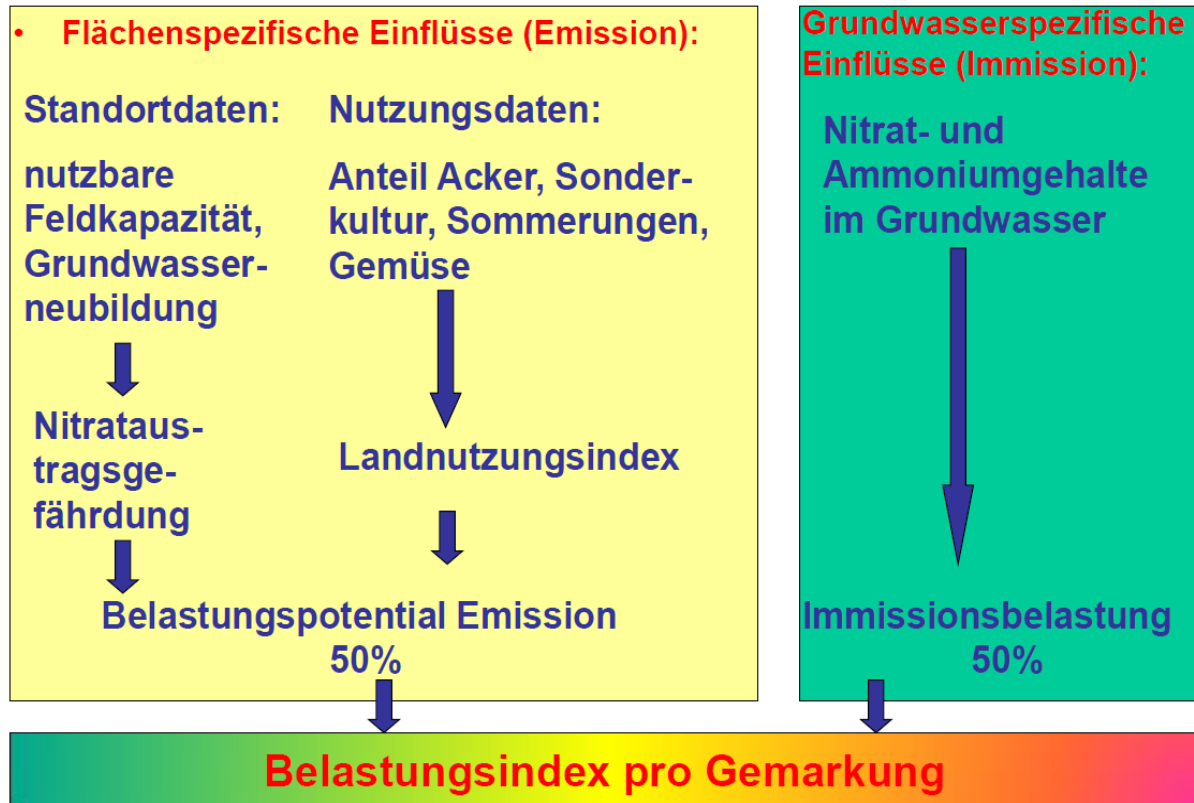 • Flächenspezifische Einflüsse (Emission):
Standortdaten:
nutzbare
Feldkapazität,
Grundwasser-
neubildung
Nitrataus-
tragsge-
fährdung
Nutzungsdaten:
Anteil Acker, Sonder-
kultur, Sommerungen,
Gemüse
Landnutzungsindex
Belastungspotential Emission
50%
Grundwasserspezifische
Einflüsse (Immission):
Nitrat- und
Ammoniumgehalte
im Grundwasser
Immissionsbelastung
50%
Belastungsindex pro Gemarkung